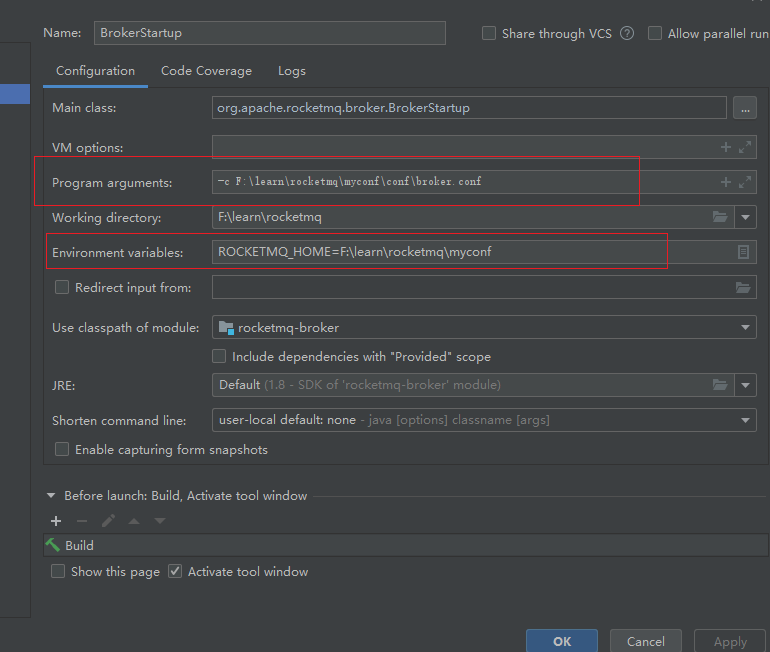 Name: BrokerStartup Share through VCS ? Allow parallel run
Configuration Code Coverage Logs
Main class: org.apache.rocketmq.broker.BrokerStartup ...
VM options:
Program arguments: -c F:\learn\rocketmq\myconf\conf\broker.conf
Working directory: F:\learn\rocketmq
Environment variables: ROCKETMQ_HOME=F:\learn\rocketmq\myconf
Redirect input from:
Use classpath of module: rocketmq-broker
Include dependencies with "Provided" scope
JRE: Default (1.8 - SDK of 'rocketmq-broker' module)
Shorten command line: user-local default: none - java [options] classname [args]
Enable capturing form snapshots
Before launch: Build, Activate tool window
Build
Show this page Activate tool window
OK Cancel Apply